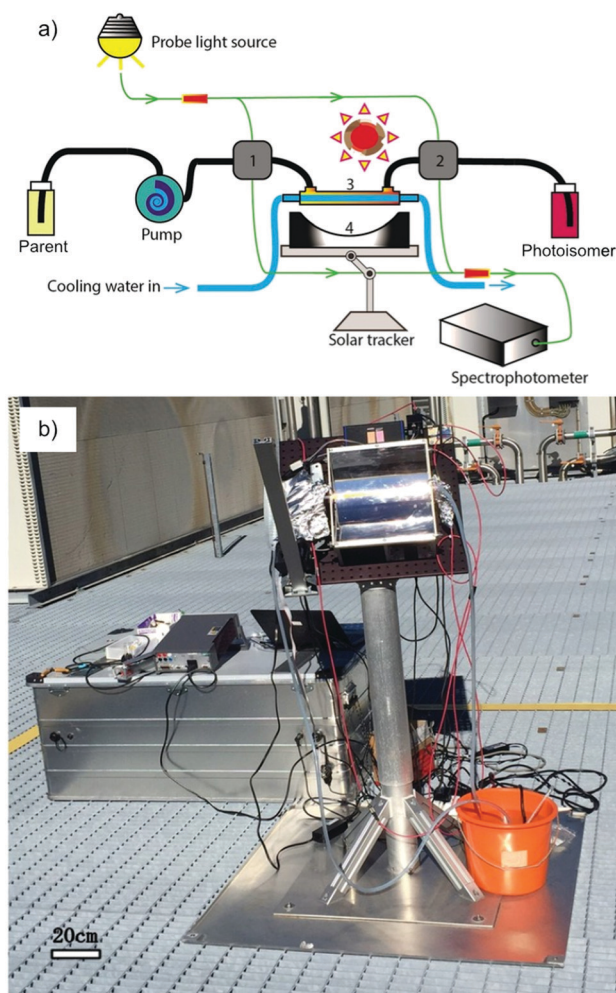 a)
Probe light source
1
2
3
4
Parent
Pump
Photoisomer
Cooling water in
Solar tracker
Spectrophotometer
b)
20cm